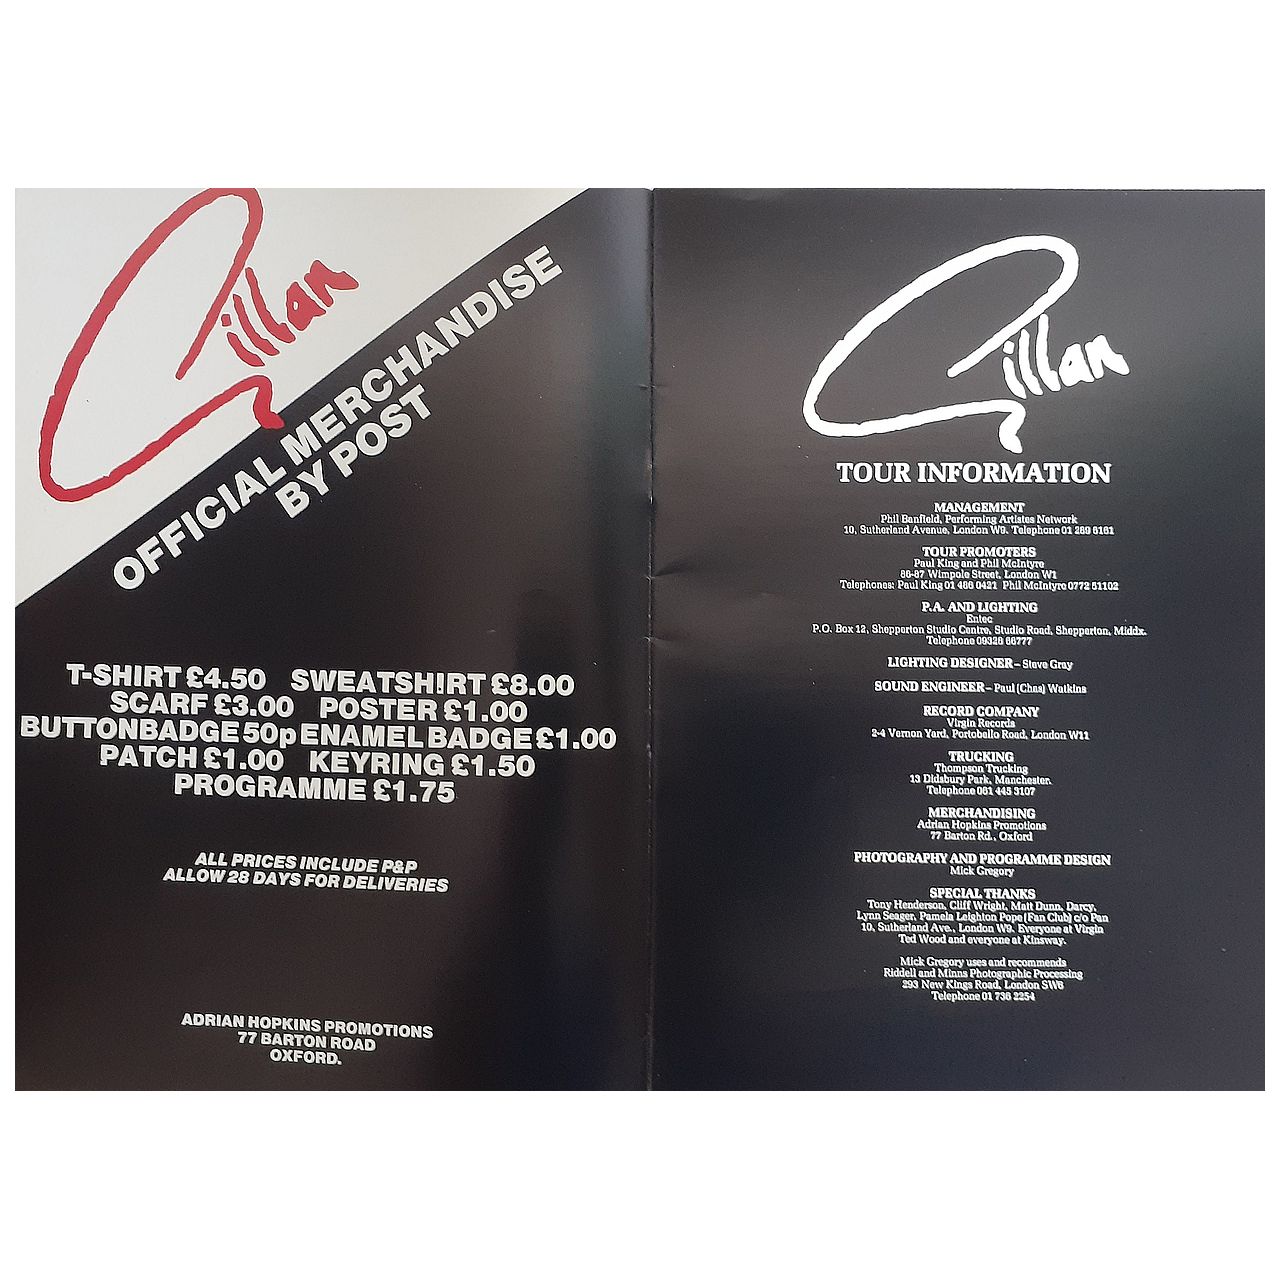 Gillan
OFFICIAL MERCHANDISE
BY POST
T-SHIRT £4.50 SWEATSHIRT £8.00
SCARF £3.00 POSTER £1.00
BUTTONBADGE 50p ENAMEL BADGE £1.00
PATCH £1.00 KEYRING £1.50
PROGRAMME £1.75
ALL PRICES INCLUDE P&P
ALLOW 28 DAYS FOR DELIVERIES
ADRIAN HOPKINS PROMOTIONS
77 BARTON ROAD
OXFORD.
Gillan
TOUR INFORMATION
MANAGEMENT
Phil Banfield, Performing Artistes Network
10, Sutherland Avenue, London W9. Telephone 01 289 6161
TOUR PROMOTERS
Paul King and Phil McIntyre
86-87 Wimpole Street, London W1
Telephones: Paul King 01 486 0421 Phil McIntyre 0772 51102
P.A. AND LIGHTING
Entec
P.O. Box 12, Shepperton Studio Centre, Studio Road, Shepperton, Middx.
Telephone 09328 66777
LIGHTING DESIGNER – Steve Gray
SOUND ENGINEER – Paul (Chas) Watkins
RECORD COMPANY
Virgin Records
2-4 Vernon Yard, Portobello Road, London W11
TRUCKING
Thompson Trucking
13 Didsbury Park, Manchester.
Telephone 061 445 3107
MERCHANDISING
Adrian Hopkins Promotions
77 Barton Rd., Oxford
PHOTOGRAPHY AND PROGRAMME DESIGN
Mick Gregory
SPECIAL THANKS
Tony Henderson, Cliff Wright, Matt Dunn, Darcy,
Lynn Seager, Pamela Leighton Pope (Fan Club) c/o Pan
10, Sutherland Ave., London W9. Everyone at Virgin
Ted Wood and everyone at Kinsway.
Mick Gregory uses and recommends
Riddell and Minns Photographic Processing
293 New Kings Road, London SW6
Telephone 01 736 2254